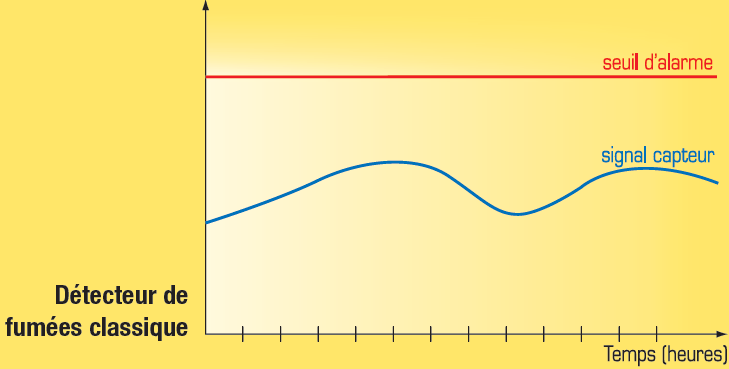 seuil d'alarme
signal capteur
Détecteur de
fumées classique
Temps (heures)